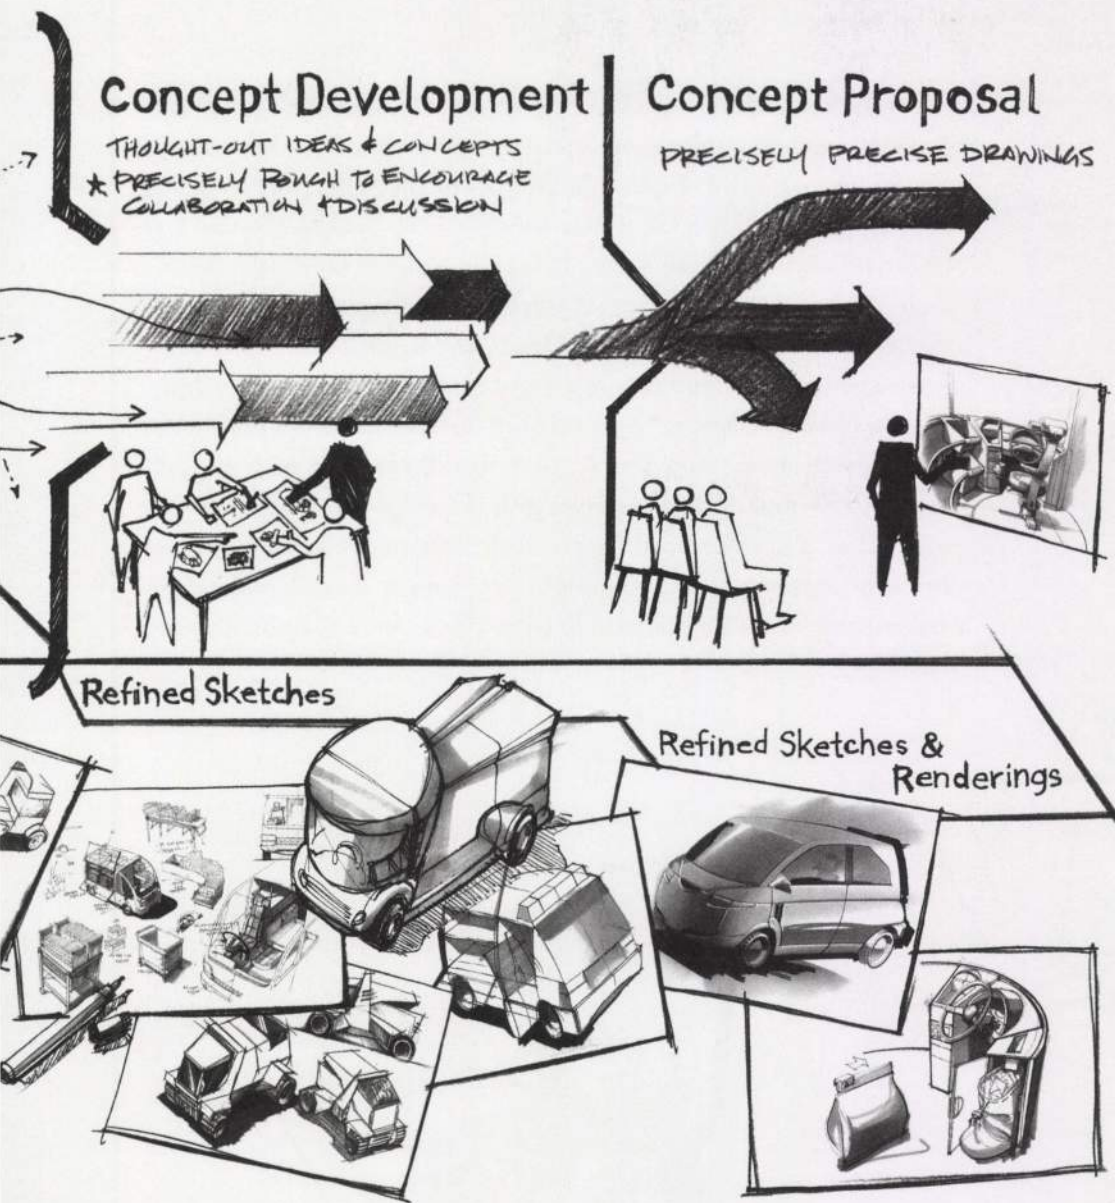 Concept Development
THOUGHT-OUT IDEAS & CONCEPTS
★ PRECISELY ROUGH TO ENCOURAGE
COLLABORATION & DISCUSSION
Concept Proposal
PRECISELY PRECISE DRAWINGS
Refined Sketches
Refined Sketches &
Renderings